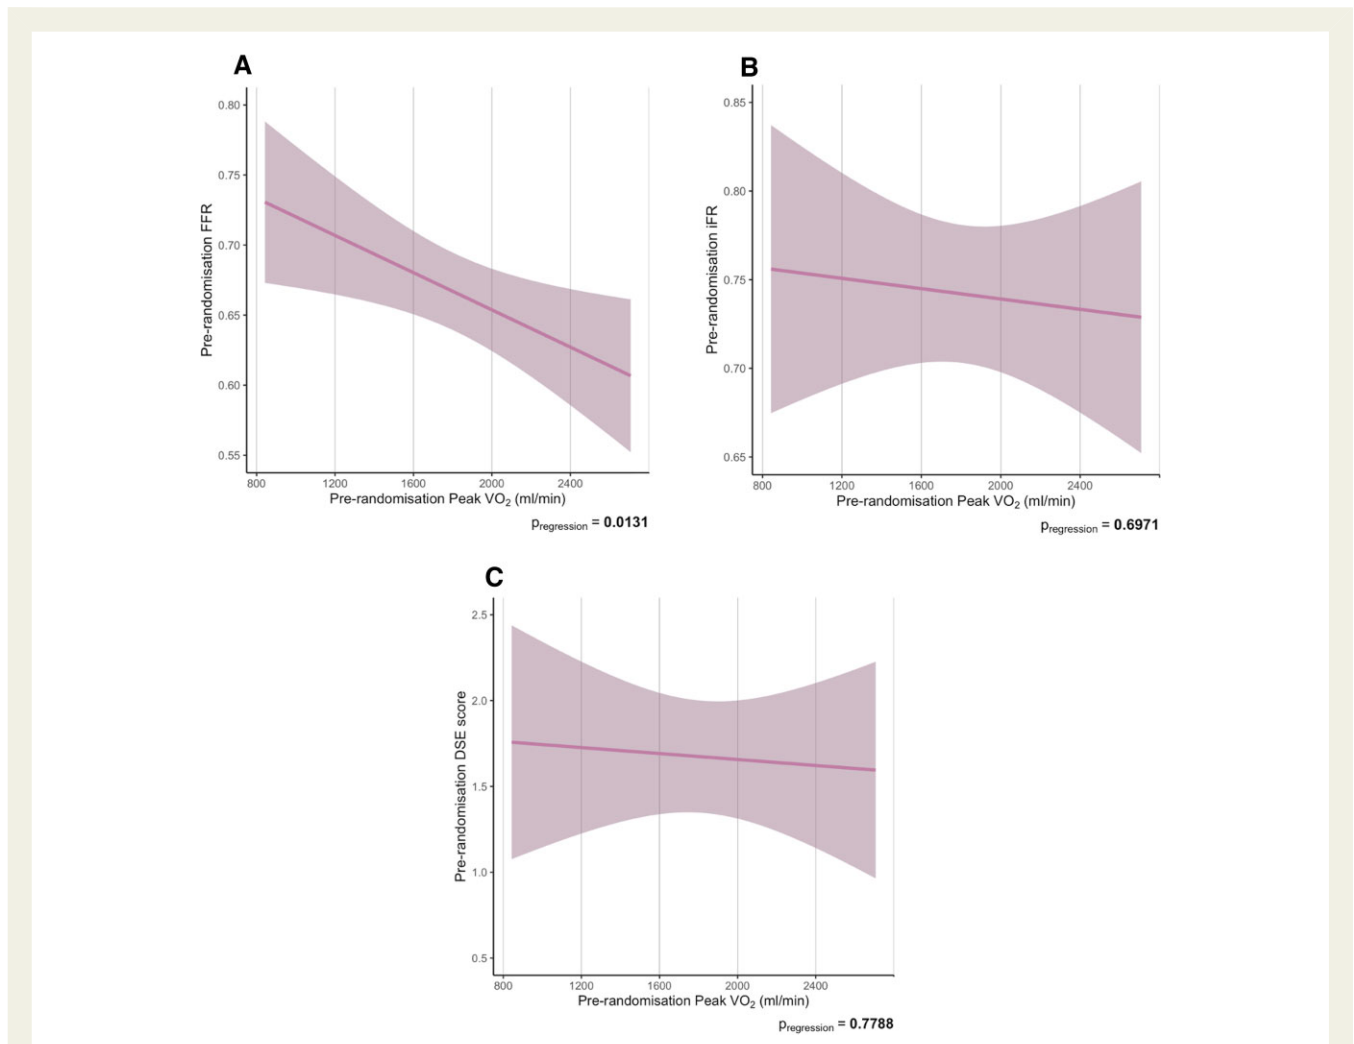 A
0.80
0.75
0.70
0.65
0.60
0.55
Pre-randomisation FFR
800 1200 1600 2000 2400
Pre-randomisation Peak VO₂ (ml/min)
pregression = 0.0131
B
0.85
0.80
0.75
0.70
0.65
Pre-randomisation iFR
800 1200 1600 2000 2400
Pre-randomisation Peak VO₂ (ml/min)
pregression = 0.6971
C
2.5
2.0
1.5
1.0
0.5
Pre-randomisation DSE score
800 1200 1600 2000 2400
Pre-randomisation Peak VO₂ (ml/min)
pregression = 0.7788